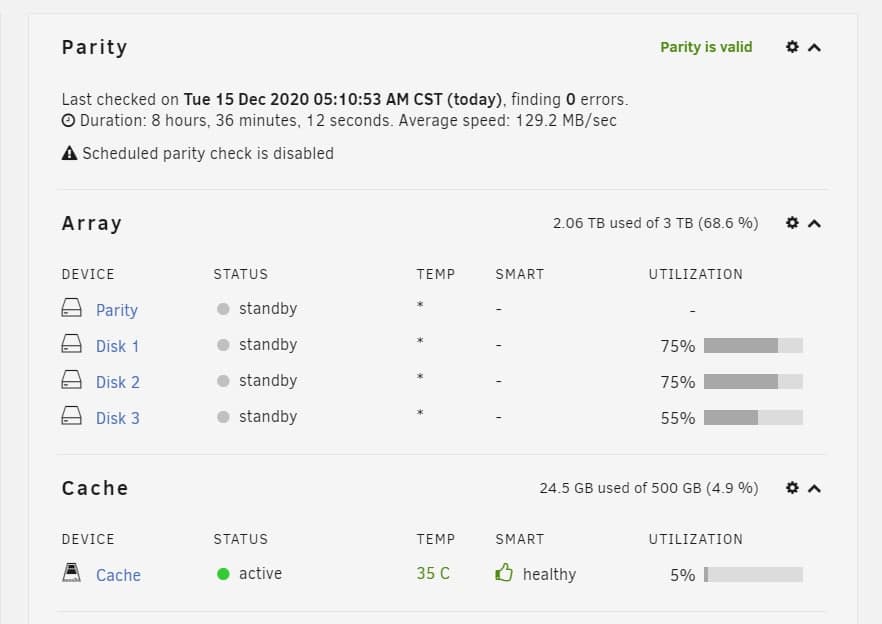 Parity Parity is valid
Last checked on Tue 15 Dec 2020 05:10:53 AM CST (today), finding 0 errors.
Duration: 8 hours, 36 minutes, 12 seconds. Average speed: 129.2 MB/sec
Scheduled parity check is disabled
Array 2.06 TB used of 3 TB (68.6 %)
DEVICE STATUS TEMP SMART UTILIZATION
Parity standby * - -
Disk 1 standby * - 75%
Disk 2 standby * - 75%
Disk 3 standby * - 55%
Cache 24.5 GB used of 500 GB (4.9 %)
DEVICE STATUS TEMP SMART UTILIZATION
Cache active 35 C healthy 5%